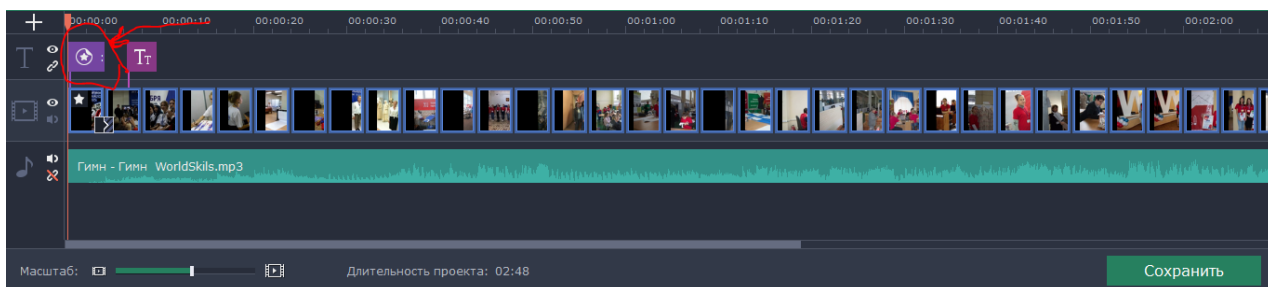 00:00:00 00:00:10 00:00:20 00:00:30 00:00:40 00:00:50 00:01:00 00:01:10 00:01:20 00:01:30 00:01:40 00:01:50 00:02:00
Гимн - Гимн WorldSkils.mp3
Масштаб: Длительность проекта: 02:48 Сохранить